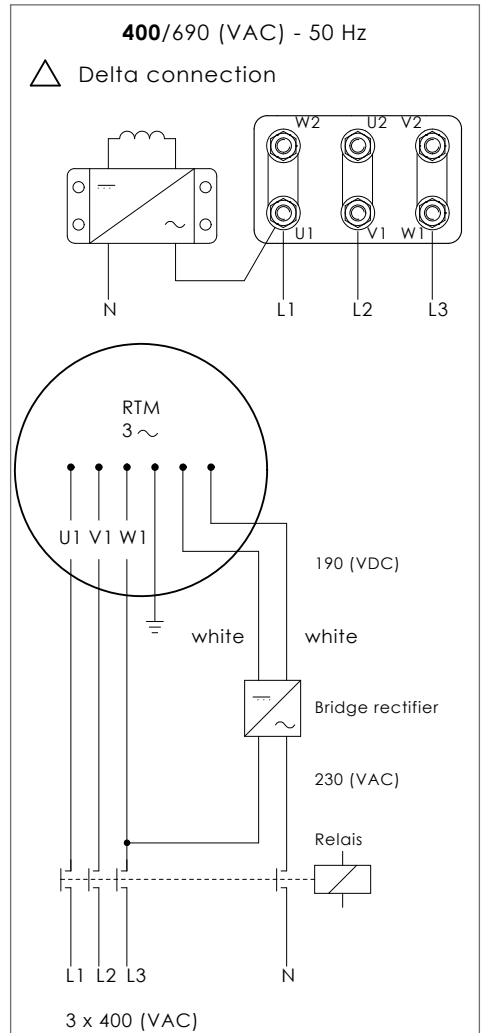 400/690 (VAC) - 50 Hz
Delta connection
W2 U2 V2
U1 V1 W1
N L1 L2 L3
RTM
3
U1 V1 W1
190 (VDC)
white white
Bridge rectifier
230 (VAC)
Relais
L1 L2 L3 N
3 x 400 (VAC)